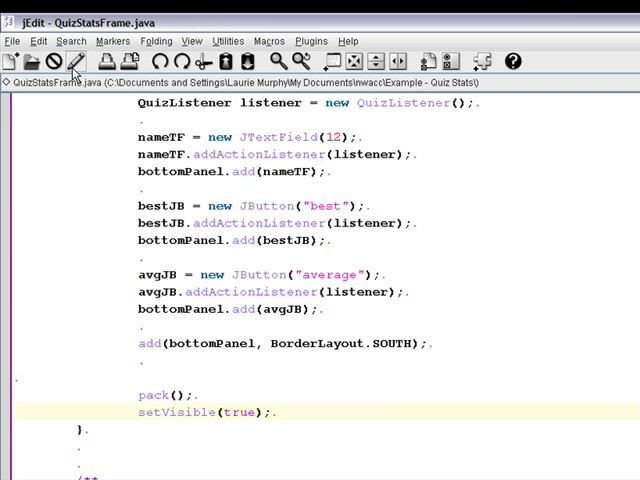 jEdit - QuizStatsFrame.java
File Edit Search Markers Folding View Utilities Macros Plugins Help
QuizStatsFrame.java (C:\Documents and Settings\Laurie Murphy\My Documents\nwacc\Example - Quiz Stats\)
QuizListener listener = new QuizListener();.
.
nameTF = new JTextField(12);.
nameTF.addActionListener(listener);.
bottomPanel.add(nameTF);.
.
bestJB = new JButton("best");.
bestJB.addActionListener(listener);.
bottomPanel.add(bestJB);.
.
avgJB = new JButton("average");.
avgJB.addActionListener(listener);.
bottomPanel.add(avgJB);.
.
add(bottomPanel, BorderLayout.SOUTH);.
.
.
pack();.
setVisible(true);.
}.
.
.
/**